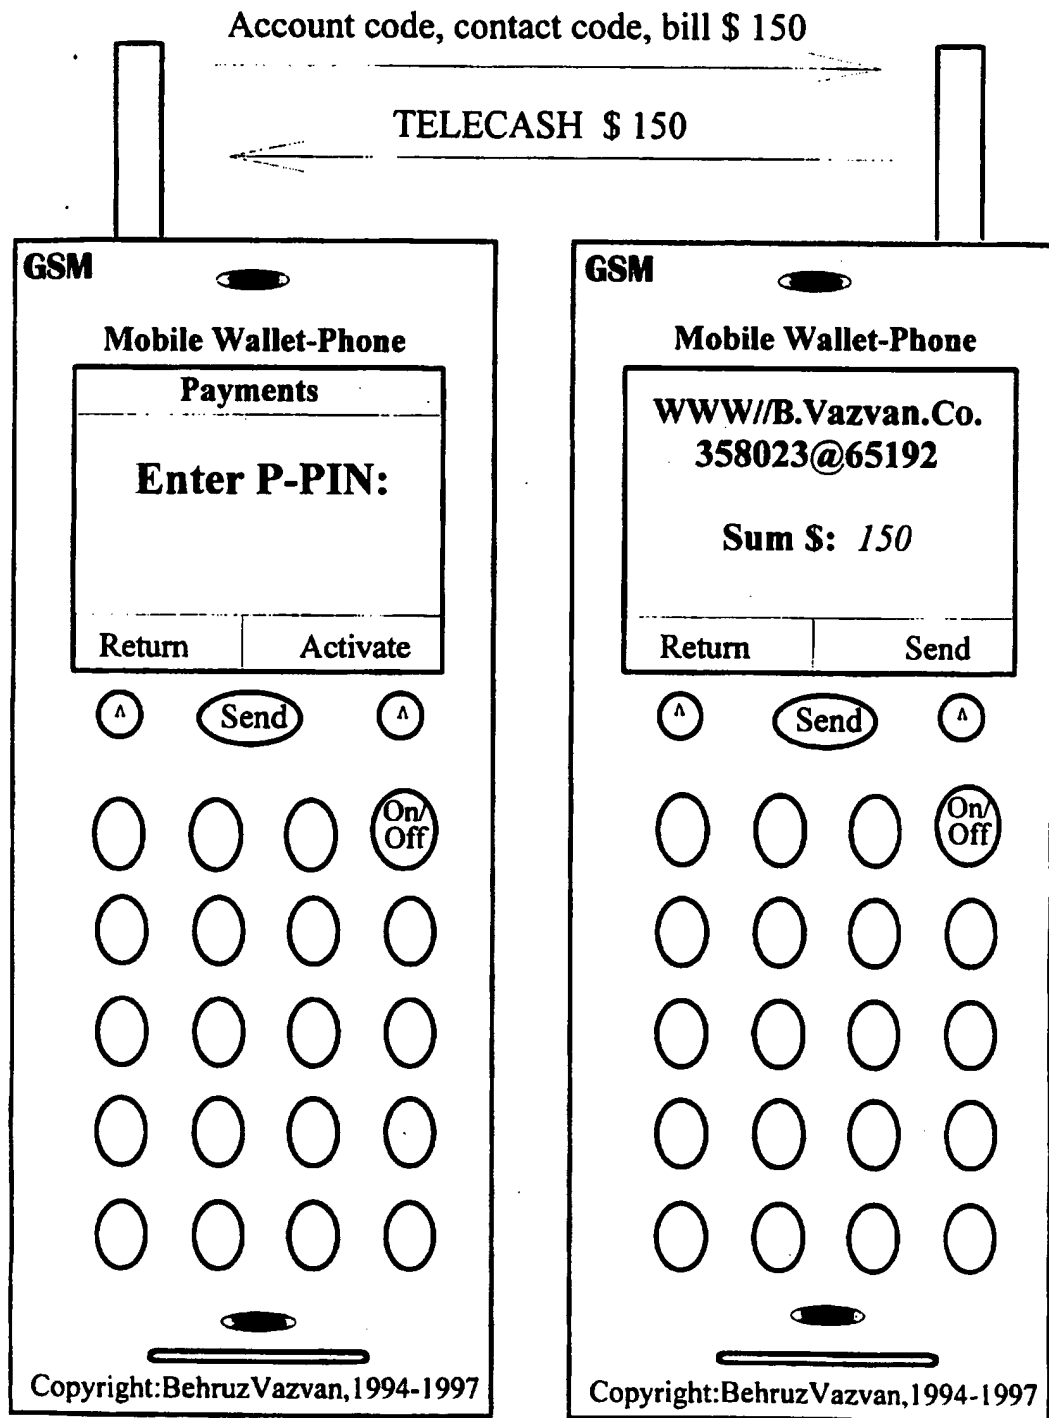 Account code, contact code, bill $ 150
TELECASH $ 150
GSM
Mobile Wallet-Phone
Payments
Enter P-PIN:
Return Activate
^ Send ^
On/
Off
Copyright:BehruzVazvan,1994-1997
GSM
Mobile Wallet-Phone
WWW//B.Vazvan.Co.
358023@65192
Sum $: 150
Return Send
^ Send ^
On/
Off
Copyright:BehruzVazvan,1994-1997